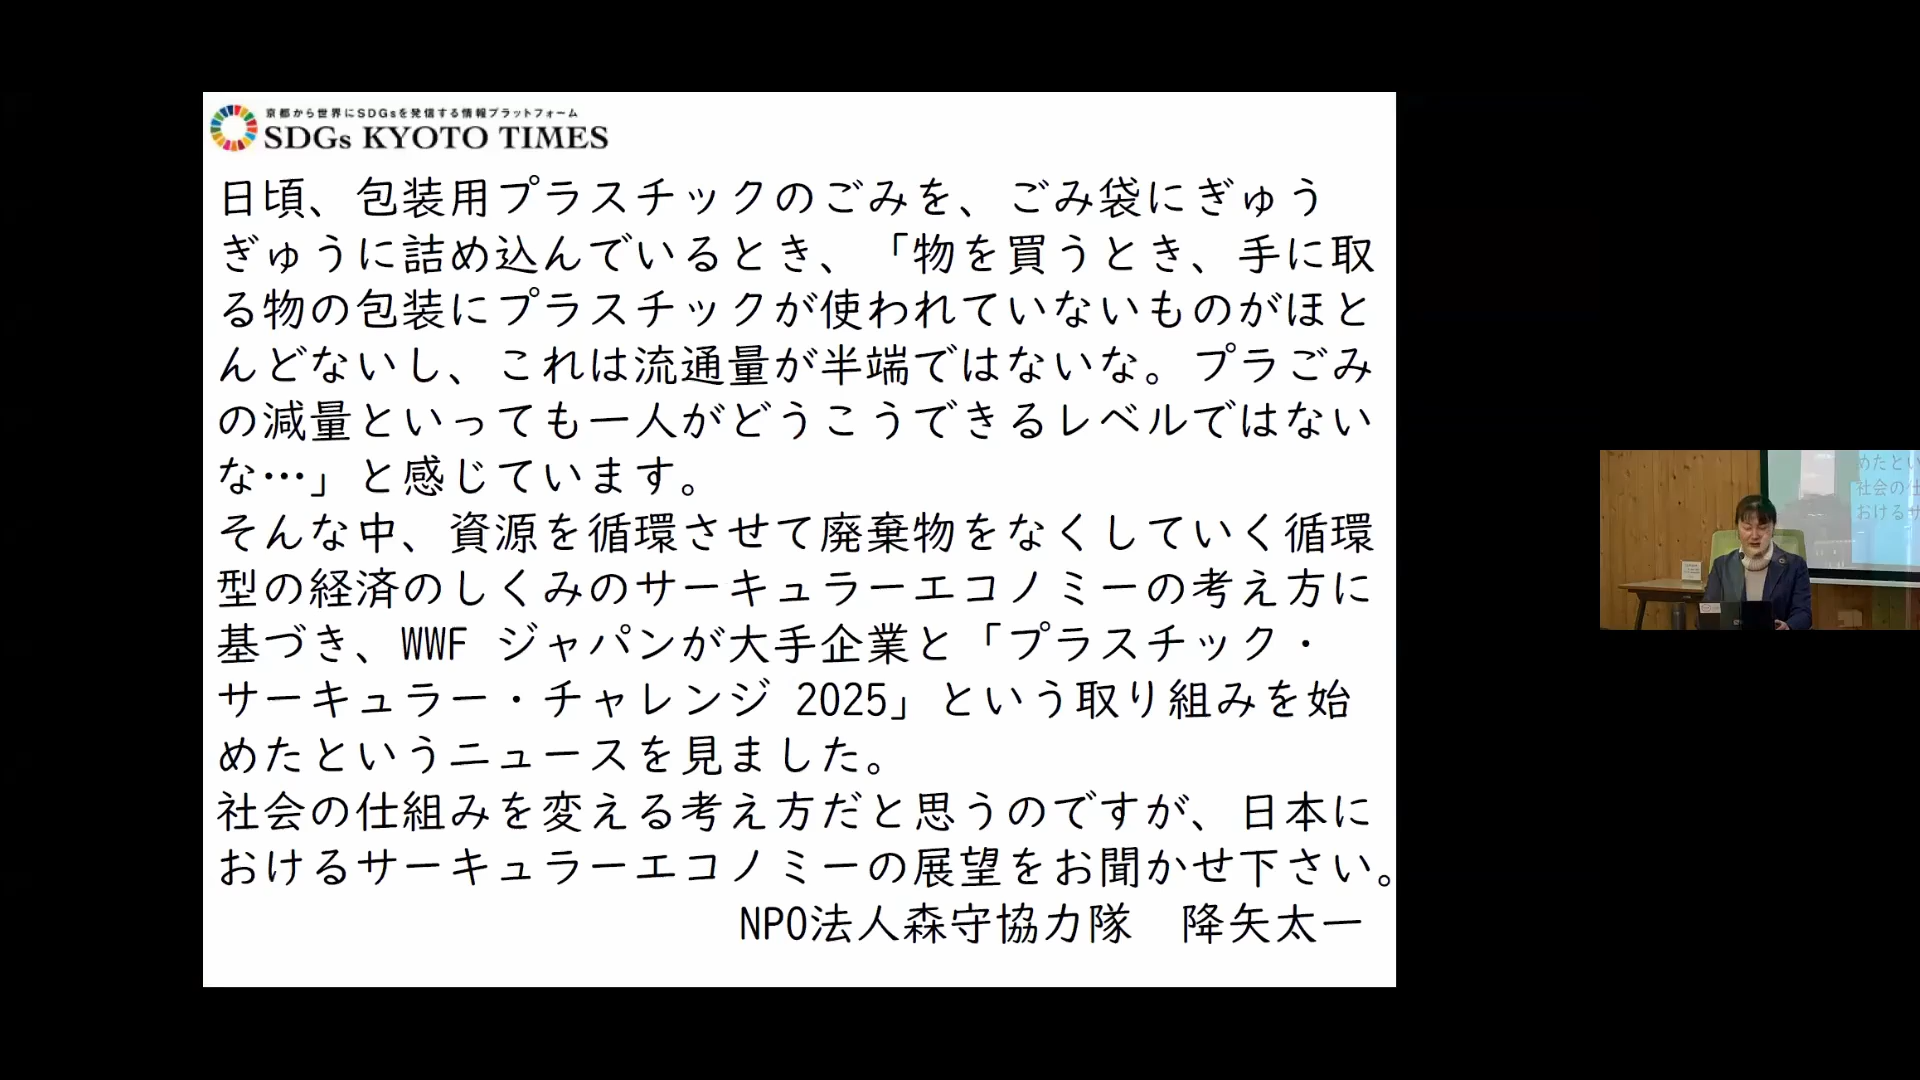 京都から世界にSDGsを発信する情報プラットフォーム
SDGs KYOTO TIMES
日頃、包装用プラスチックのごみを、ごみ袋にぎゅう
ぎゅうに詰め込んでいるとき、「物を買うとき、手に取
る物の包装にプラスチックが使われていないものがほと
んどないし、これは流通量が半端ではないな。プラごみ
の減量といっても一人がどうこうできるレベルではない
な…」と感じています。
そんな中、資源を循環させて廃棄物をなくしていく循環
型の経済のしくみのサーキュラーエコノミーの考え方に
基づき、WWF ジャパンが大手企業と「プラスチック・
サーキュラー・チャレンジ 2025」という取り組みを始
めたというニュースを見ました。
社会の仕組みを変える考え方だと思うのですが、日本に
おけるサーキュラーエコノミーの展望をお聞かせ下さい。
NPO法人森守協力隊　降矢太一
めたとい
社会の仕
おけるサ